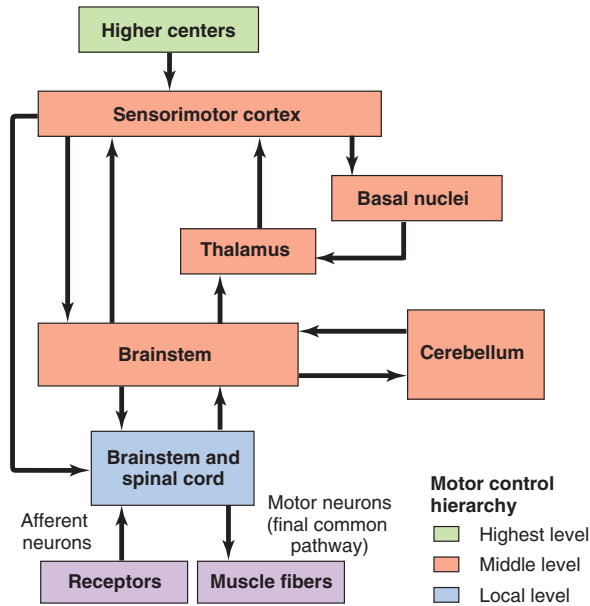 Higher centers
Sensorimotor cortex
Basal nuclei
Thalamus
Brainstem
Cerebellum
Brainstem and
spinal cord
Afferent
neurons
Motor neurons
(final common
pathway)
Receptors
Muscle fibers
Motor control
hierarchy
Highest level
Middle level
Local level